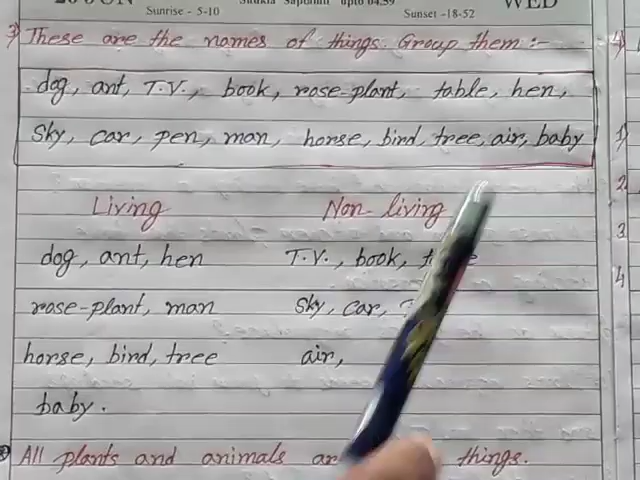 Sunrise - 5-10
Sunset - 18-52
WED
3) These are the names of things. Group them :-
dog, ant, T.V., book, rose-plant, table, hen,
sky, car, pen, man, horse, bird, tree, air, baby
Living Non-living
dog, ant, hen T.V., book,
rose-plant, man sky, car,
horse, bird, tree air,
baby.
All plants and animals things.